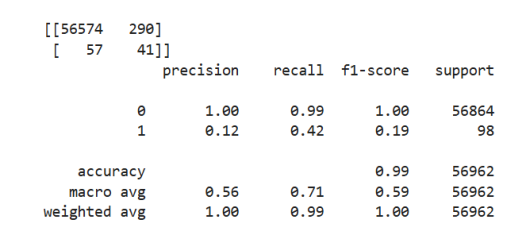 [[56574 290]
[ 57 41]]
precision recall f1-score support
0 1.00 0.99 1.00 56864
1 0.12 0.42 0.19 98
accuracy 0.99 56962
macro avg 0.56 0.71 0.59 56962
weighted avg 1.00 0.99 1.00 56962